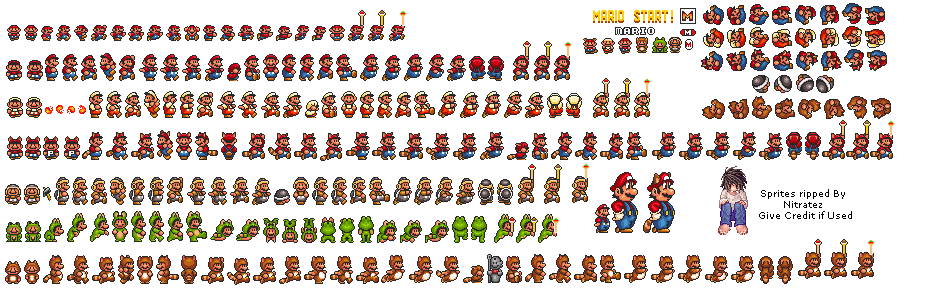 MARIO START!
M
MARIO
M
M
P P
Sprites ripped By
Nitratez
Give Credit if Used